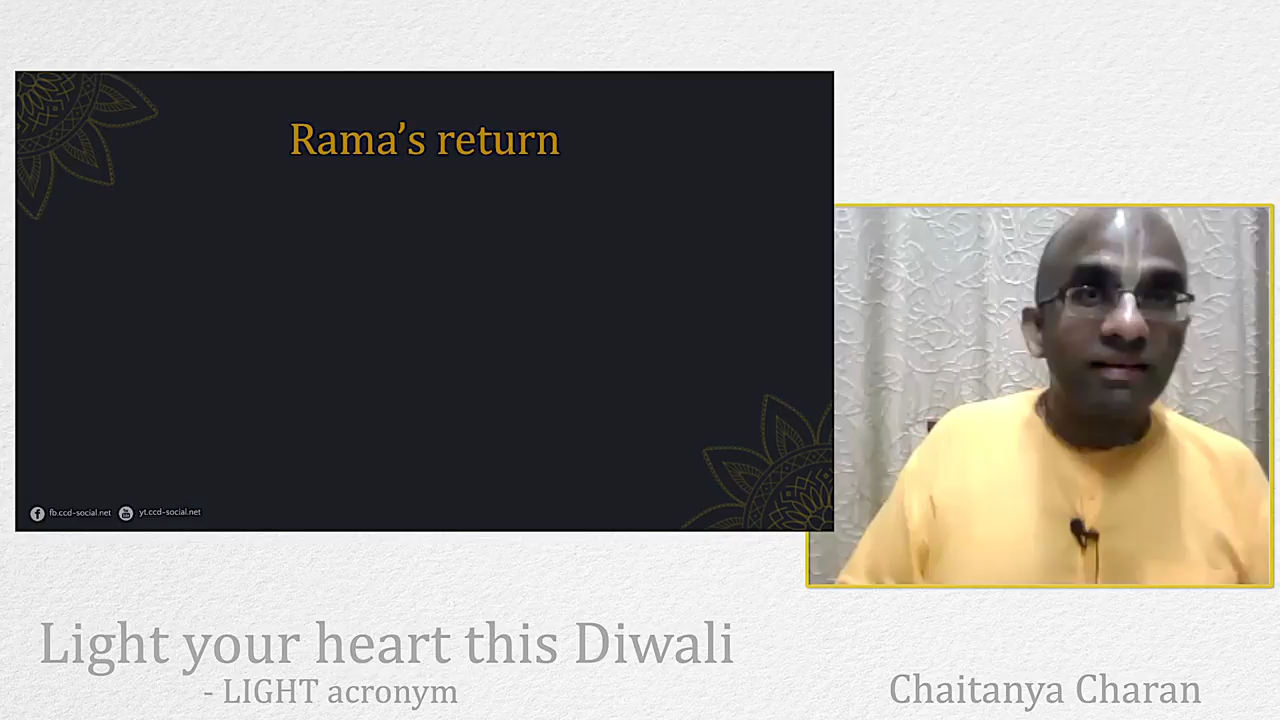 Rama’s return
fb.ccd-social.net yt.ccd-social.net
Light your heart this Diwali
- LIGHT acronym
Chaitanya Charan